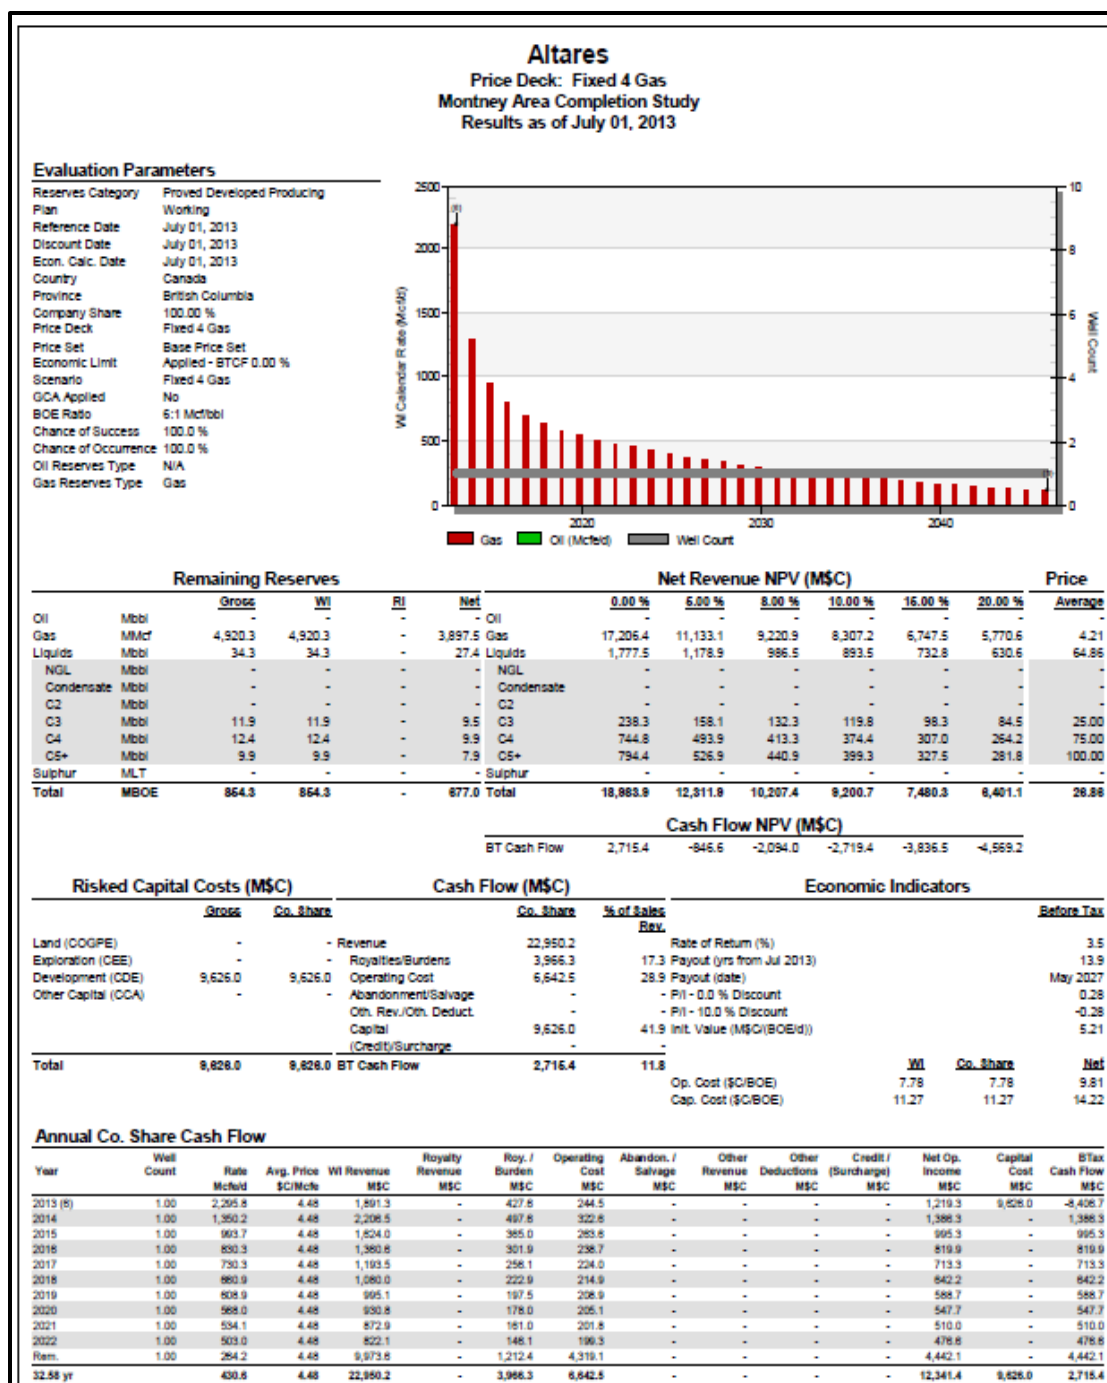 Altares
Price Deck: Fixed 4 Gas
Montney Area Completion Study
Results as of July 01, 2013
Evaluation Parameters
Reserves Category Proved Developed Producing
Plan Working
Reference Date July 01, 2013
Discount Date July 01, 2013
Econ. Calc. Date July 01, 2013
Country Canada
Province British Columbia
Company Share 100.00 %
Price Deck Fixed 4 Gas
Price Set Base Price Set
Economic Limit Applied - BTCF 0.00 %
Scenario Fixed 4 Gas
GCA Applied No
BOE Ratio 6:1 Mcf/bbl
Chance of Success 100.0 %
Chance of Occurrence 100.0 %
Oil Reserves Type N/A
Gas Reserves Type Gas
WI Calendar Rate (Mcf/d)
2500
2000
1500
1000
500
0
(6)
10
8
6
4
2
0
Well Count
2020 2030 2040
Gas Oil (Mcfe/d) Well Count
Remaining Reserves Net Revenue NPV (M$C) Price
Gross WI RI Net 0.00 % 5.00 % 8.00 % 10.00 % 15.00 % 20.00 % Average
Oil Mbbl - - - - Oil - - - - - - -
Gas MMcf 4,920.3 4,920.3 - 3,897.5 Gas 17,206.4 11,133.1 9,220.9 8,307.2 6,747.5 5,770.6 4.21
Liquids Mbbl 34.3 34.3 - 27.4 Liquids 1,777.5 1,178.9 986.5 893.5 732.8 630.6 64.86
NGL Mbbl - - - - NGL - - - - - - -
Condensate Mbbl - - - - Condensate - - - - - - -
C2 Mbbl - - - - C2 - - - - - - -
C3 Mbbl 11.9 11.9 - 9.5 C3 238.3 158.1 132.3 119.8 98.3 84.5 25.00
C4 Mbbl 12.4 12.4 - 9.9 C4 744.8 493.9 413.3 374.4 307.0 264.2 75.00
C5+ Mbbl 9.9 9.9 - 7.9 C5+ 794.4 526.9 440.9 399.3 327.5 281.8 100.00
Sulphur MLT - - - - Sulphur - - - - - - -
Total MBOE 854.3 854.3 - 677.0 Total 18,983.9 12,311.9 10,207.4 9,200.7 7,480.3 6,401.1 26.86
Cash Flow NPV (M$C)
BT Cash Flow 2,715.4 -846.6 -2,094.0 -2,719.4 -3,836.5 -4,569.2
Risked Capital Costs (M$C) Cash Flow (M$C) Economic Indicators
Gross Co. Share Co. Share % of Sales Rev. Before Tax
Land (COGPE) - - Revenue 22,950.2 Rate of Return (%) 3.5
Exploration (CEE) - - Royalties/Burdens 3,966.3 17.3 Payout (yrs from Jul 2013) 13.9
Development (CDE) 9,626.0 9,626.0 Operating Cost 6,642.5 28.9 Payout (date) May 2027
Other Capital (CCA) - - Abandonment/Salvage - - P/I - 0.0 % Discount 0.28
Oth. Rev./Oth. Deduct. - - P/I - 10.0 % Discount -0.28
Capital 9,626.0 41.9 Init. Value (M$C/(BOE/d)) 5.21
(Credit)/Surcharge - -
Total 9,626.0 9,626.0 BT Cash Flow 2,715.4 11.8 WI Co. Share Net
Op. Cost ($C/BOE) 7.78 7.78 9.81
Cap. Cost ($C/BOE) 11.27 11.27 14.22
Annual Co. Share Cash Flow
Well Royalty Roy. / Operating Abandon. / Other Other Credit / Net Op. Capital BTax
Year Count Rate Avg. Price WI Revenue Revenue Burden Cost Salvage Revenue Deductions (Surcharge) Income Cost Cash Flow
Mcfe/d $C/Mcfe M$C M$C M$C M$C M$C M$C M$C M$C M$C M$C M$C
2013 (6) 1.00 2,295.8 4.48 1,891.3 - 427.6 244.5 - - - - 1,219.3 9,626.0 -8,406.7
2014 1.00 1,350.2 4.48 2,206.5 - 497.6 322.6 - - - - 1,386.3 - 1,386.3
2015 1.00 993.7 4.48 1,624.0 - 365.0 263.6 - - - - 995.3 - 995.3
2016 1.00 830.3 4.48 1,360.6 - 301.9 238.7 - - - - 819.9 - 819.9
2017 1.00 730.3 4.48 1,193.5 - 256.1 224.0 - - - - 713.3 - 713.3
2018 1.00 660.9 4.48 1,080.0 - 222.9 214.9 - - - - 642.2 - 642.2
2019 1.00 608.9 4.48 995.1 - 197.5 208.9 - - - - 588.7 - 588.7
2020 1.00 568.0 4.48 930.8 - 178.0 205.1 - - - - 547.7 - 547.7
2021 1.00 534.1 4.48 872.9 - 161.0 201.8 - - - - 510.0 - 510.0
2022 1.00 503.0 4.48 822.1 - 146.1 199.3 - - - - 476.6 - 476.6
Rem. 1.00 264.2 4.48 9,973.6 - 1,212.4 4,319.1 - - - - 4,442.1 - 4,442.1
32.58 yr 430.6 4.48 22,950.2 - 3,966.3 6,642.5 - - - - 12,341.4 9,626.0 2,715.4